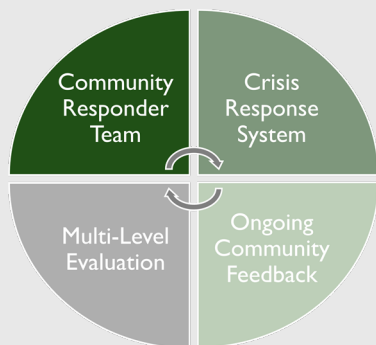 Community
Responder
Team
Crisis
Response
System
Multi-Level
Evaluation
Ongoing
Community
Feedback